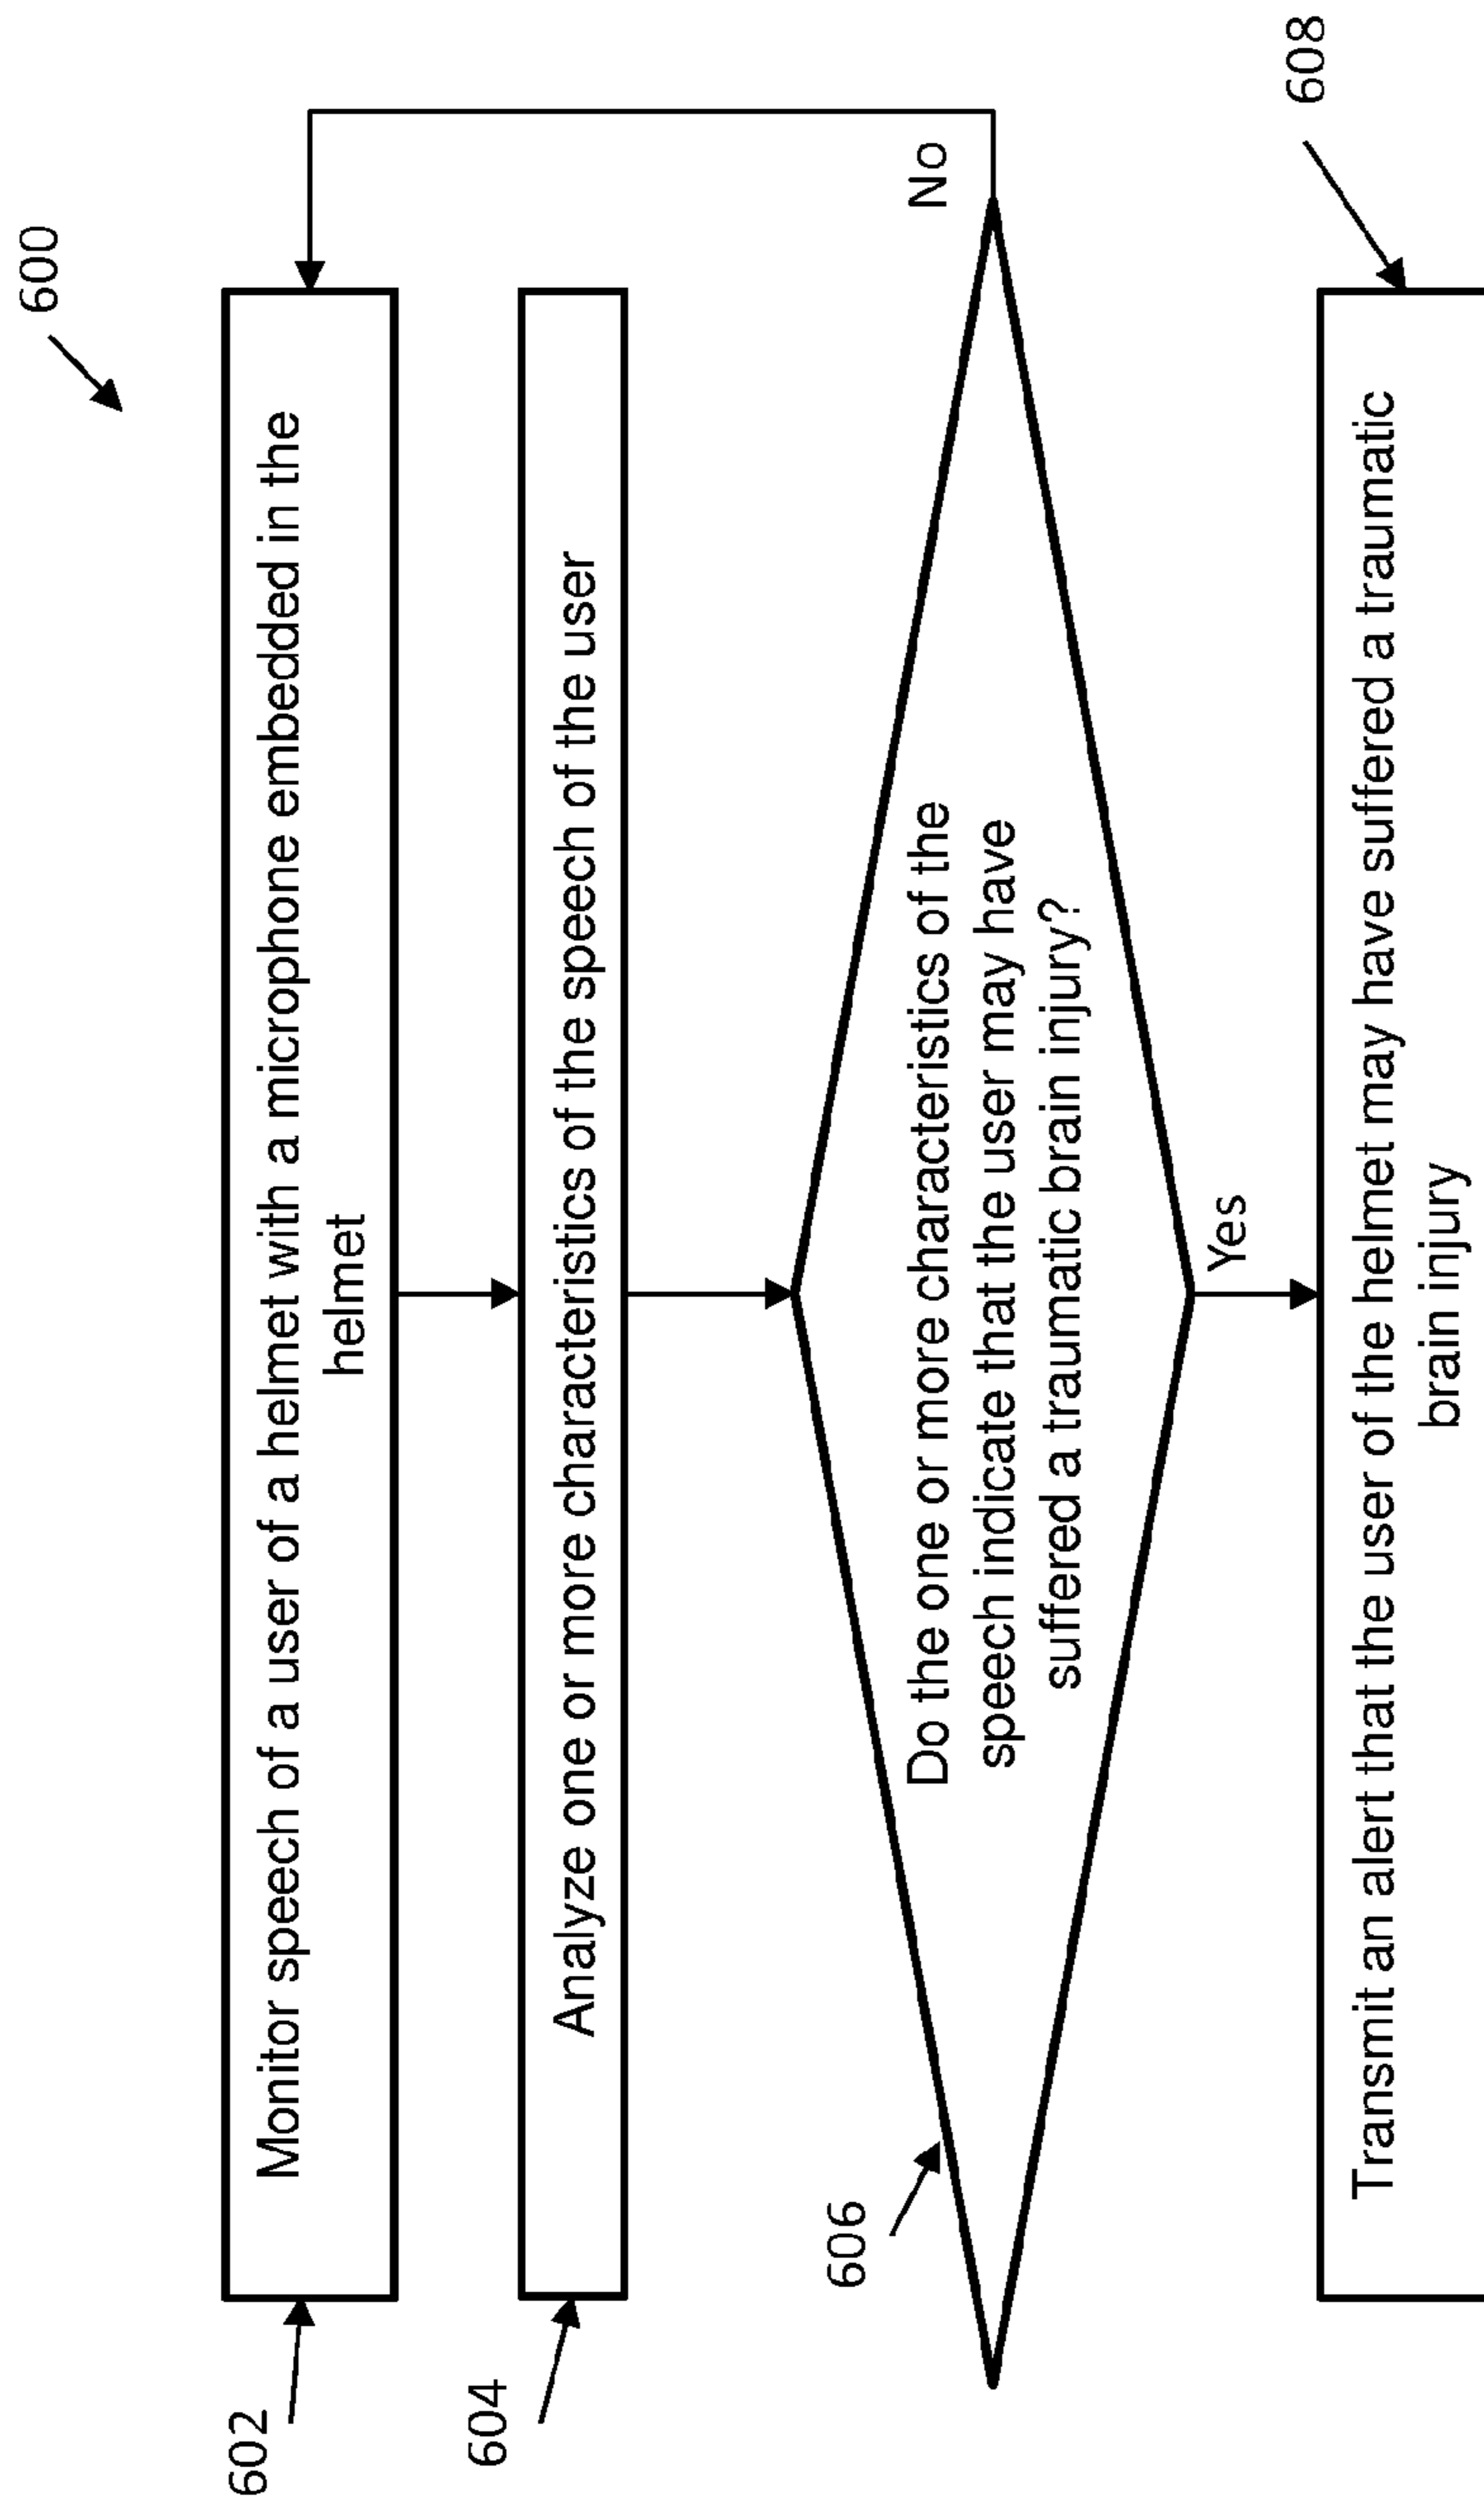 600
602
Monitor speech of a user of a helmet with a microphone embedded in the
helmet
604
Analyze one or more characteristics of the speech of the user
606
Do the one or more characteristics of the
speech indicate that the user may have
suffered a traumatic brain injury?
No
Yes
608
Transmit an alert that the user of the helmet may have suffered a traumatic
brain injury